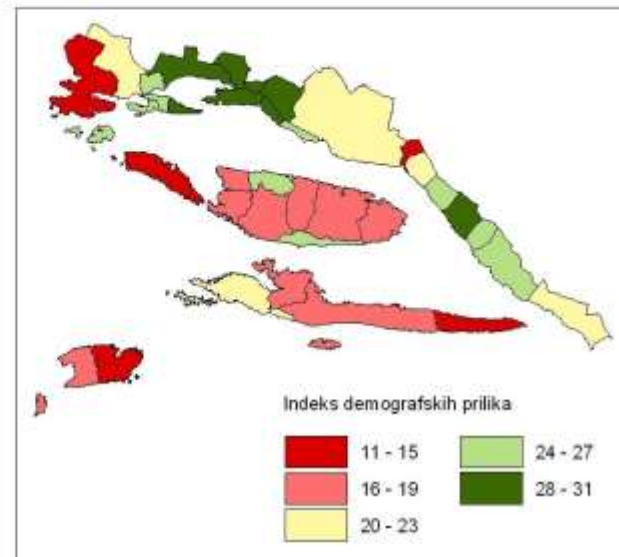 Indeks demografskih prilika
11 - 15
16 - 19
20 - 23
24 - 27
28 - 31